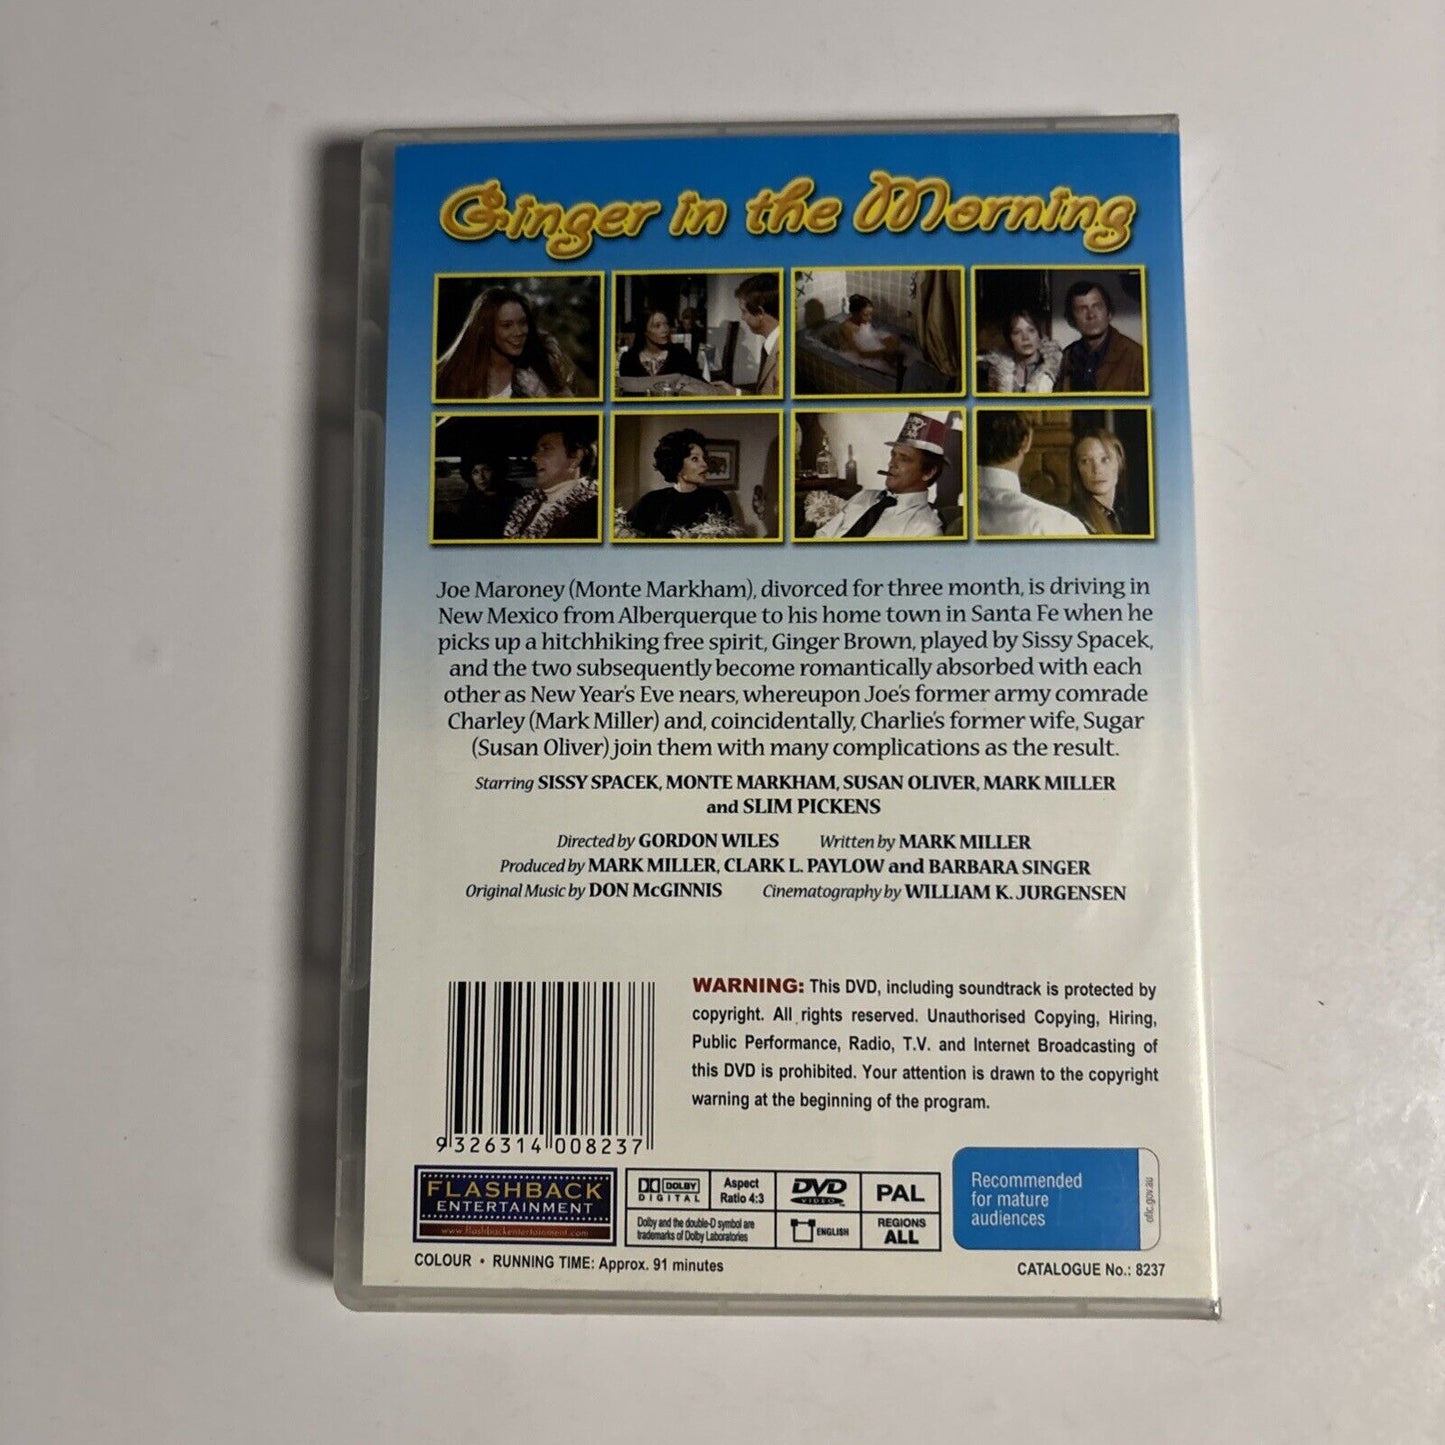 Ginger in the Morning
Joe Maroney (Monte Markham), divorced for three month, is driving in
New Mexico from Alberquerque to his home town in Santa Fe when he
picks up a hitchhiking free spirit, Ginger Brown, played by Sissy Spacek,
and the two subsequently become romantically absorbed with each
other as New Year's Eve nears, whereupon Joe's former army comrade
Charley (Mark Miller) and, coincidentally, Charlie's former wife, Sugar
(Susan Oliver) join them with many complications as the result.
Starring SISSY SPACEK, MONTE MARKHAM, SUSAN OLIVER, MARK MILLER
and SLIM PICKENS
Directed by GORDON WILES Written by MARK MILLER
Produced by MARK MILLER, CLARK L. PAYLOW and BARBARA SINGER
Original Music by DON McGINNIS Cinematography by WILLIAM K. JURGENSEN
WARNING: This DVD, including soundtrack is protected by
copyright. All rights reserved. Unauthorised Copying, Hiring,
Public Performance, Radio, T.V. and Internet Broadcasting of
this DVD is prohibited. Your attention is drawn to the copyright
warning at the beginning of the program.
9 326314 008237
FLASHBACK
ENTERTAINMENT
www.flashbackentertainment.com
DOLBY
DIGITAL
Aspect
Ratio 4:3
DVD
VIDEO
PAL
Dolby and the double-D symbol are
trademarks of Dolby Laboratories
ENGLISH
REGIONS
ALL
Recommended
for mature
audiences
oflc.gov.au
COLOUR • RUNNING TIME: Approx. 91 minutes
CATALOGUE No.: 8237